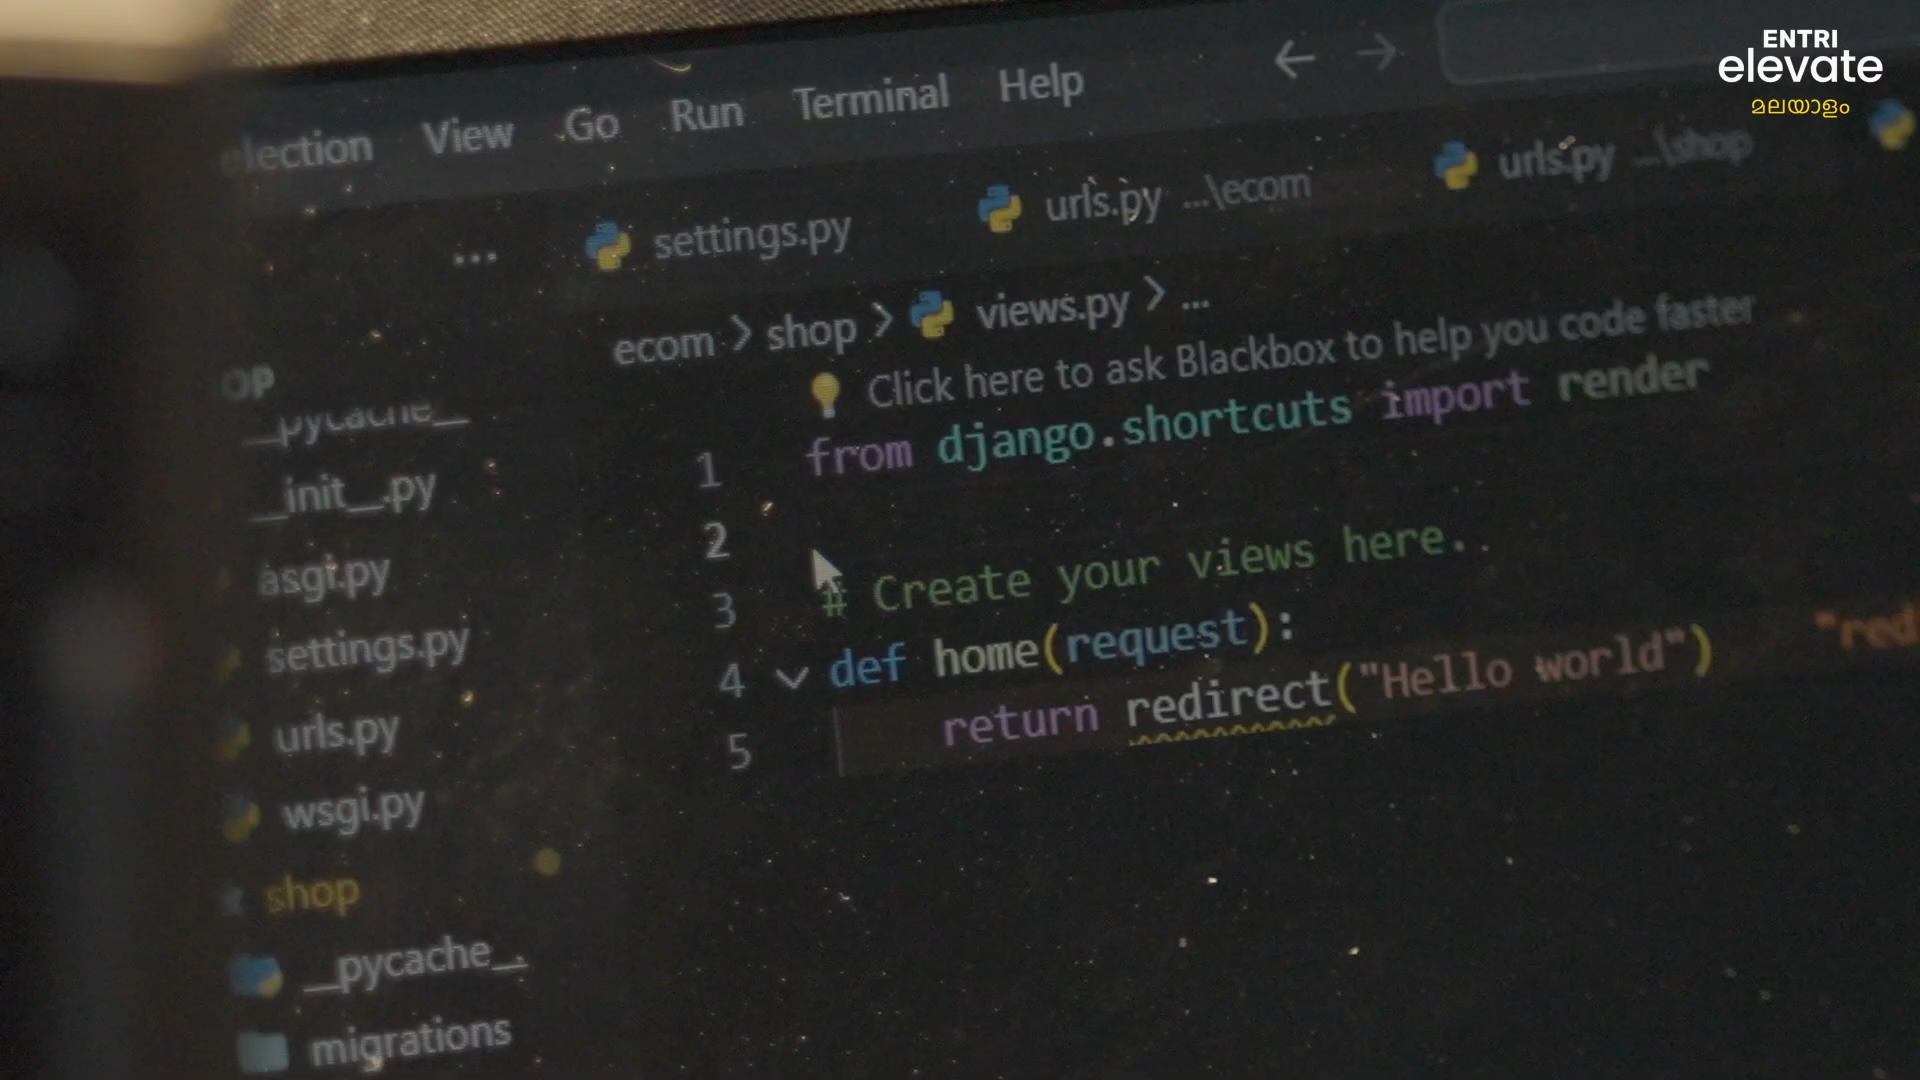 ENTRI
elevate
മലയാളം
election View Go Run Terminal Help
... settings.py urls.py ...\ecom urls.py ...\shop
ecom > shop > views.py > ...
Click here to ask Blackbox to help you code faster
1 from django.shortcuts import render
2
3 # Create your views here.
4 def home(request):
5 return redirect("Hello world") "red
OP
__pycache__
__init__.py
asgi.py
settings.py
urls.py
wsgi.py
shop
__pycache__
migrations